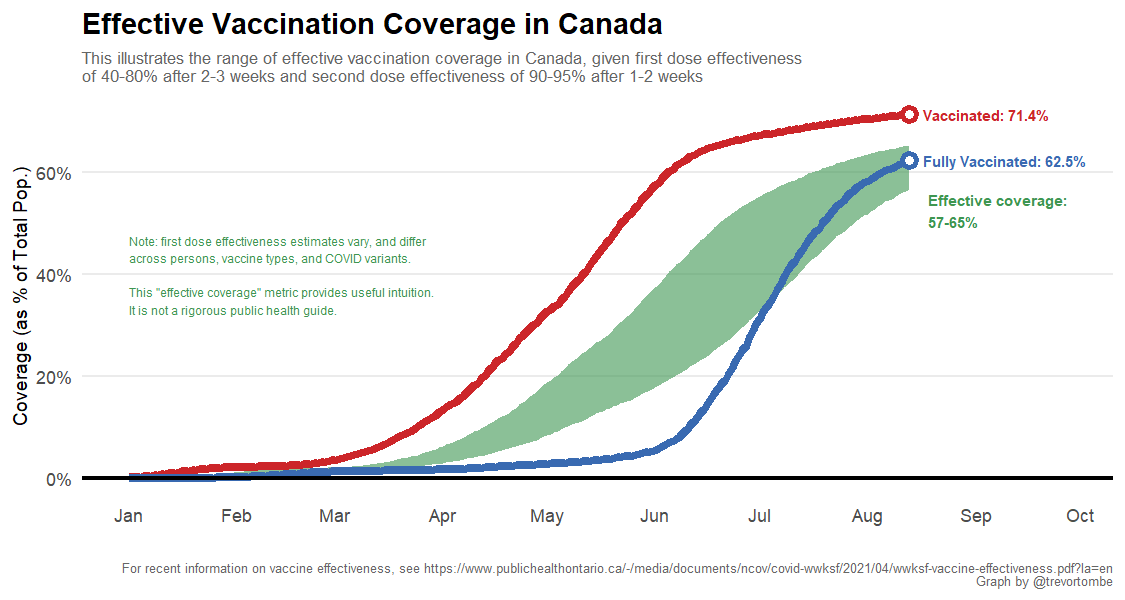 Effective Vaccination Coverage in Canada
This illustrates the range of effective vaccination coverage in Canada, given first dose effectiveness
of 40-80% after 2-3 weeks and second dose effectiveness of 90-95% after 1-2 weeks
Coverage (as % of Total Pop.)
60%
40%
20%
0%
Vaccinated: 71.4%
Fully Vaccinated: 62.5%
Effective coverage:
57-65%
Note: first dose effectiveness estimates vary, and differ
across persons, vaccine types, and COVID variants.
This "effective coverage" metric provides useful intuition.
It is not a rigorous public health guide.
Jan Feb Mar Apr May Jun Jul Aug Sep Oct
For recent information on vaccine effectiveness, see https://www.publichealthontario.ca/-/media/documents/ncov/covid-wwksf/2021/04/wwksf-vaccine-effectiveness.pdf?la=en
Graph by @trevortombe